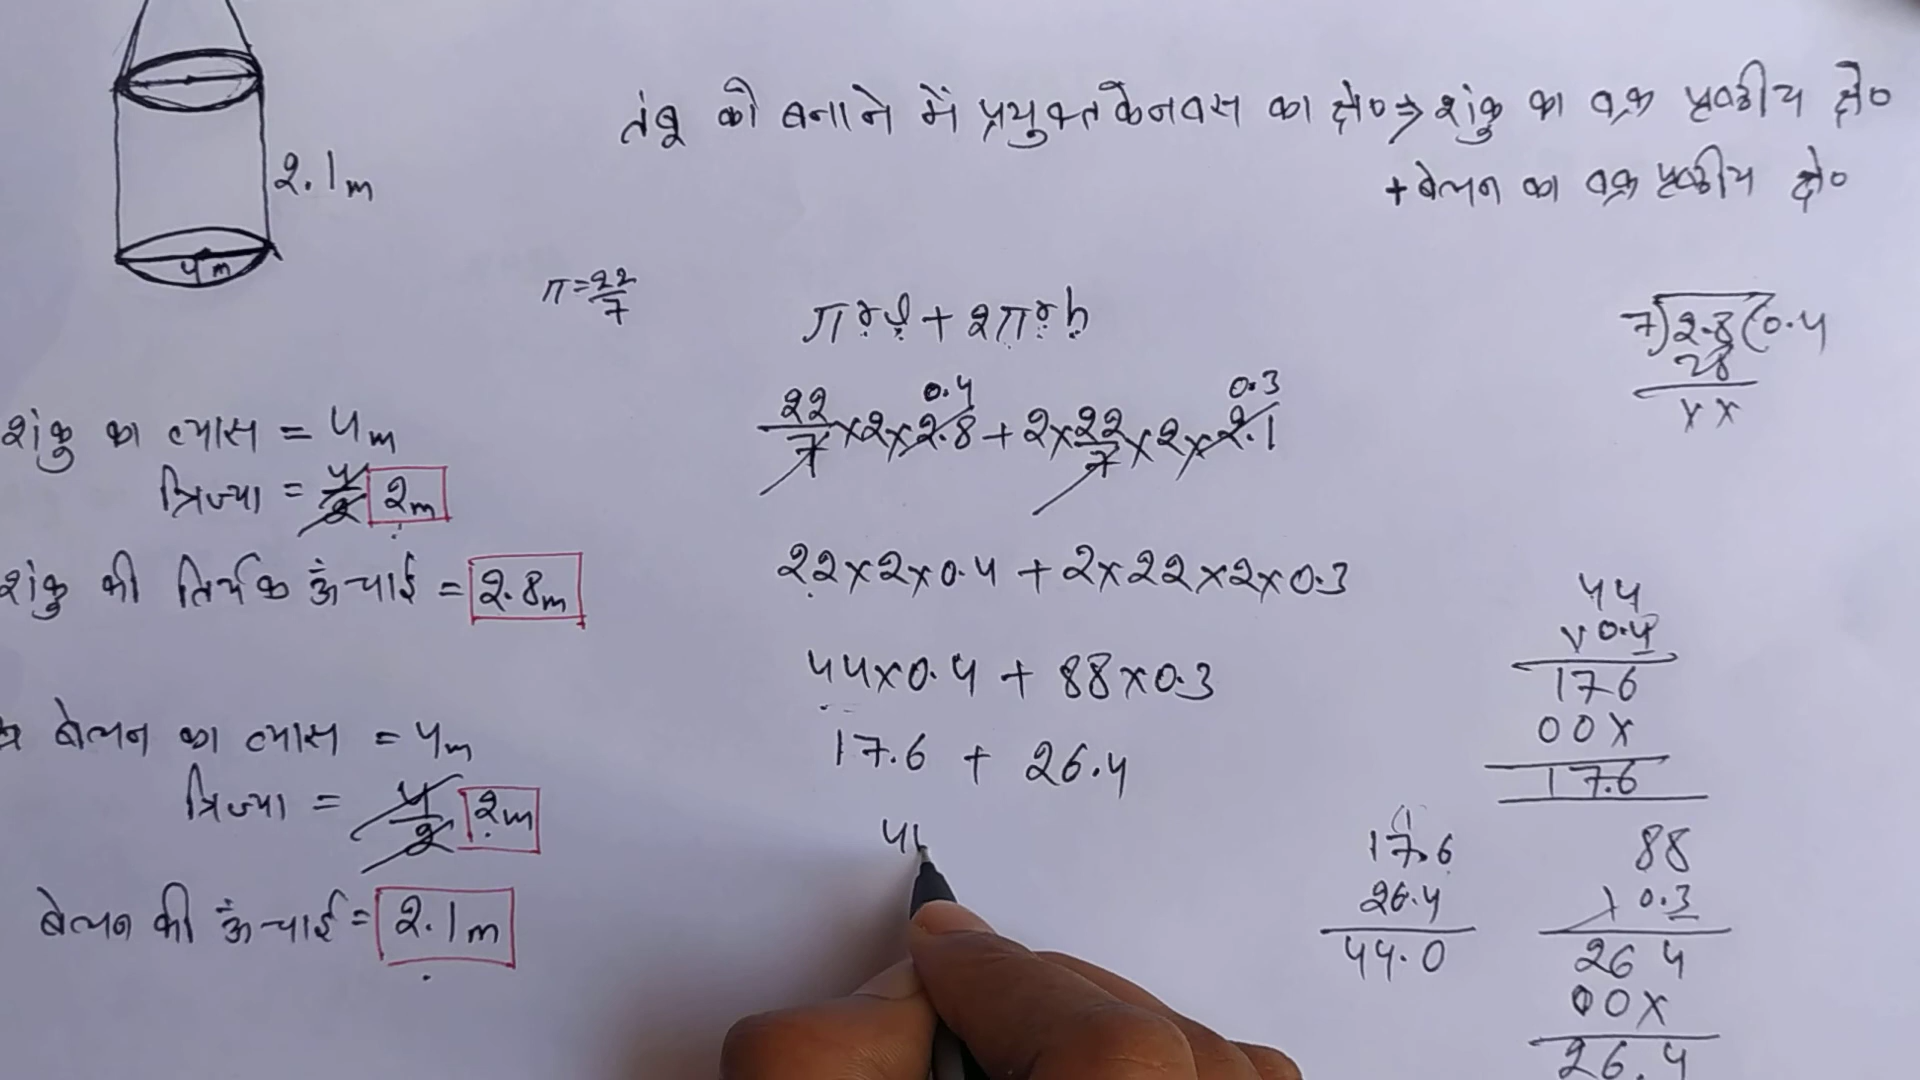 2.1m
4m
तंबू को बनाने में प्रयुक्त कैनवस का क्षे० ⇒ शंकु का वक्र पृष्ठीय क्षे०
+ बेलन का वक्र पृष्ठीय क्षे०
π = 22/7
शंकु का व्यास = 4m
त्रिज्या = 4/2 2m
शंकु की तिर्यक ऊंचाई = 2.8m
बेलन का व्यास = 4m
त्रिज्या = 4/2 2m
बेलन की ऊंचाई = 2.1m
πrl + 2πrh
0.4 0.3
22/7 × 2 × 2.8 + 2 × 22/7 × 2 × 2.1
22 × 2 × 0.4 + 2 × 22 × 2 × 0.3
44 × 0.4 + 88 × 0.3
17.6 + 26.4
44
7)2.8(0.4
28
xx
44
× 0.4
176
00x
17.6
1
17.6
26.4
44.0
88
× 0.3
264
00x
26.4